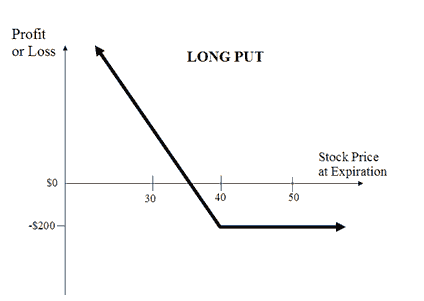 Profit
or Loss
LONG PUT
Stock Price
at Expiration
$0
30
40
50
-$200